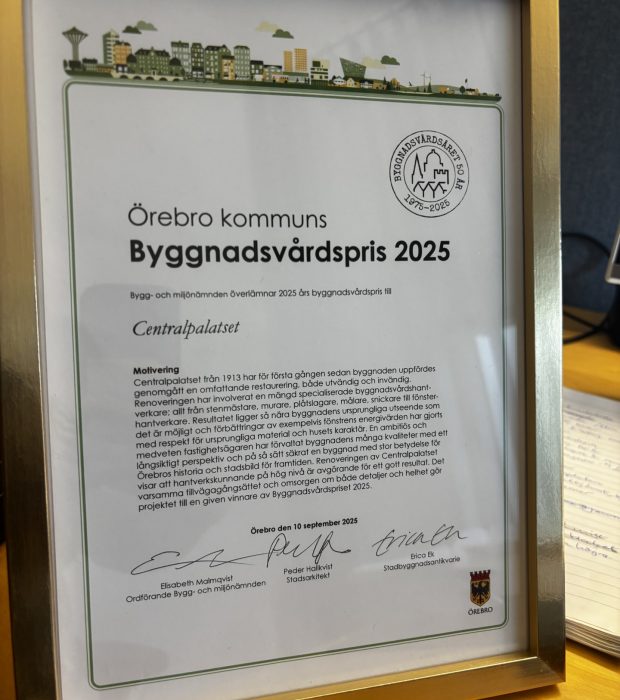 BYGGNADSVÅRDSÅRET 50 ÅR
1975-2025
Örebro kommuns
Byggnadsvårdspris 2025
Bygg- och miljönämnden överlämnar 2025 års byggnadsvårdspris till
Centralpalatset
Motivering
Centralpalatset från 1913 har för första gången sedan byggnaden uppfördes
genomgått en omfattande restaurering, både utvändig och invändig.
Renoveringen har involverat en mängd specialiserade byggnadsvårdshant-
verkare; allt från stenmästare, murare, plåtslagare, målare, snickare till fönster-
hantverkare. Resultatet ligger så nära byggnadens ursprungliga utseende som
det är möjligt och förbättringar av exempelvis fönstrens energivärden har gjorts
med respekt för ursprungliga material och husets karaktär. En ambitiös och
medveten fastighetsägaren har förvaltat byggnadens många kvaliteter med ett
långsiktigt perspektiv och på så sätt säkrat en byggnad med stor betydelse för
Örebros historia och stadsbild för framtiden. Renoveringen av Centralpalatset
visar att hantverkskunnande på hög nivå är avgörande för ett gott resultat. Det
varsamma tillvägagångsättet och omsorgen om både detaljer och helhet gör
projektet till en given vinnare av Byggnadsvårdspriset 2025.
Örebro den 10 september 2025
Elisabeth Malmqvist
Ordförande Bygg- och miljönämnden
Peder Hallkvist
Stadsarkitekt
Erica Ek
Erica Ek
Stadbyggnadsantikvarie
ÖREBRO